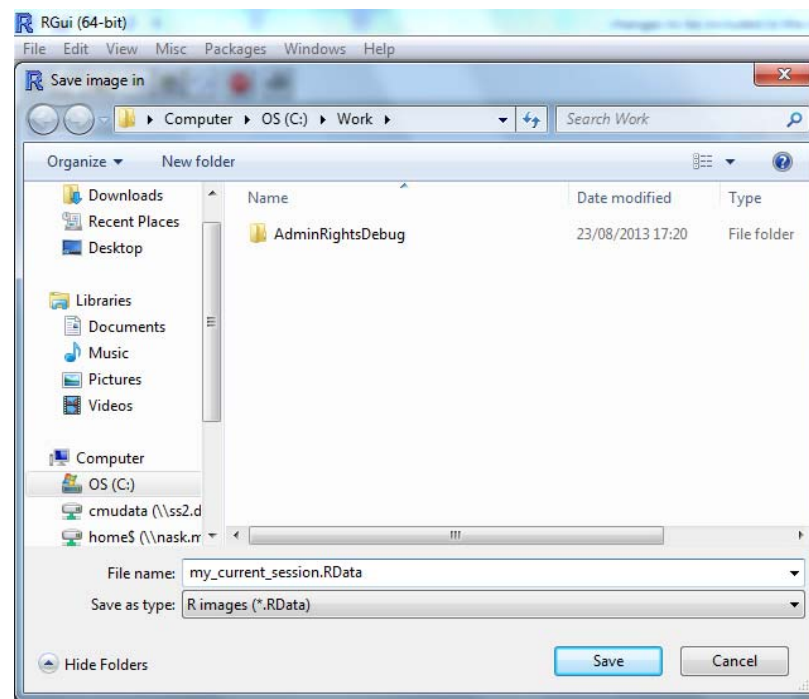 RGui (64-bit)
File Edit View Misc Packages Windows Help
Save image in
Computer OS (C:) Work
Search Work
Organize New folder
Name Date modified Type
Downloads
Recent Places
Desktop
AdminRightsDebug 23/08/2013 17:20 File folder
Libraries
Documents
Music
Pictures
Videos
Computer
OS (C:)
cmudata (\\ss2.d
home$ (\\nask.m
File name: my_current_session.RData
Save as type: R images (*.RData)
Hide Folders
Save
Cancel